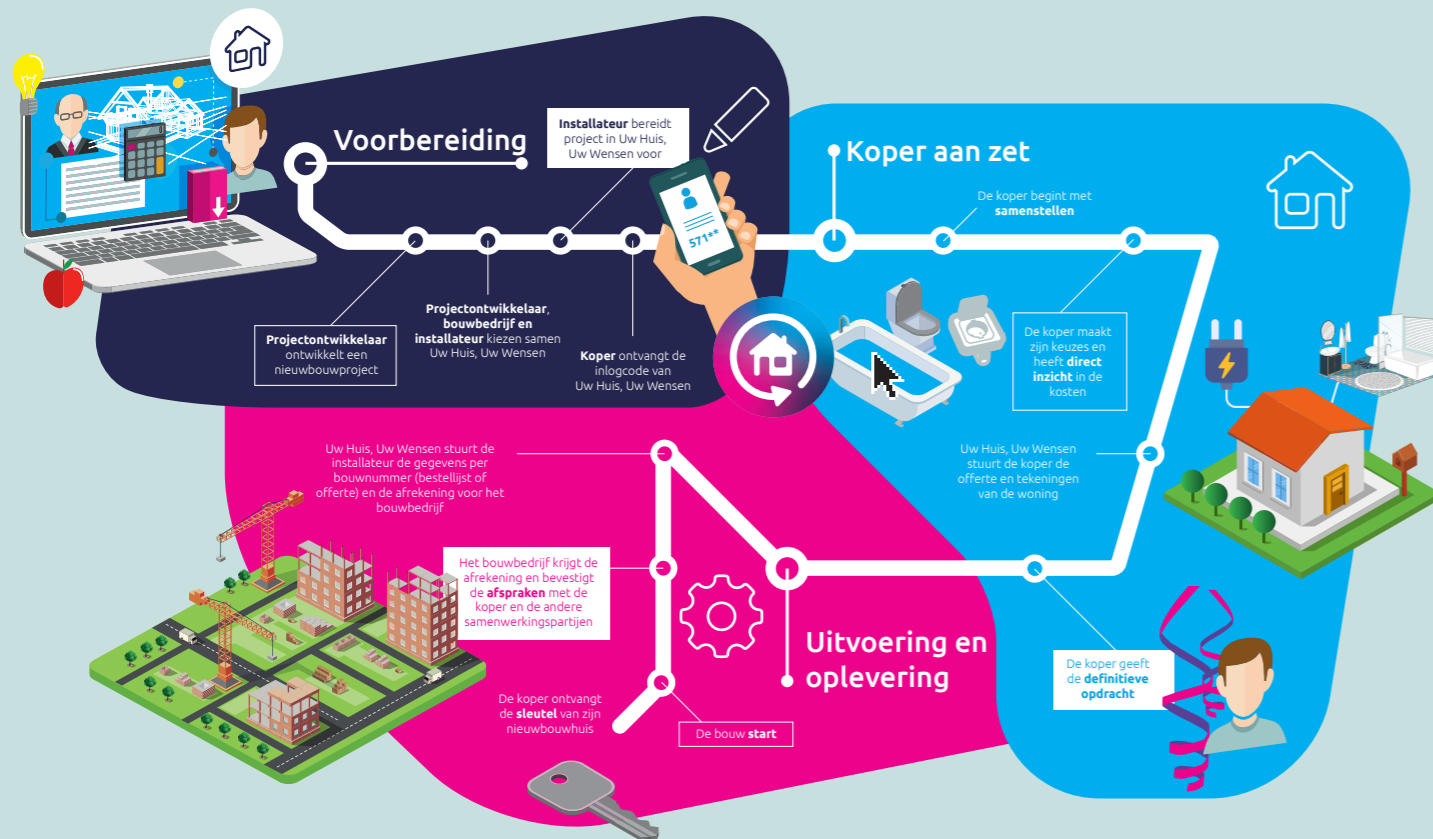 Voorbereiding
Installateur bereidt
project in Uw Huis,
Uw Wensen voor
571**
Projectontwikkelaar
ontwikkelt een
nieuwbouwproject
Projectontwikkelaar,
bouwbedrijf en
installateur kiezen samen
Uw Huis, Uw Wensen
Koper ontvangt de
inlogcode van
Uw Huis, Uw Wensen
Koper aan zet
De koper begint met
samenstellen
De koper maakt
zijn keuzes en
heeft direct
inzicht in de
kosten
Uw Huis, Uw Wensen
stuurt de koper de
offerte en tekeningen
van de woning
De koper geeft
de definitieve
opdracht
Uitvoering en
oplevering
Uw Huis, Uw Wensen stuurt de
installateur de gegevens per
bouwnummer (bestellijst of
offerte) en de afrekening voor het
bouwbedrijf
Het bouwbedrijf krijgt de
afrekening en bevestigt
de afspraken met de
koper en de andere
samenwerkingspartijen
De bouw start
De koper ontvangt
de sleutel van zijn
nieuwbouwhuis